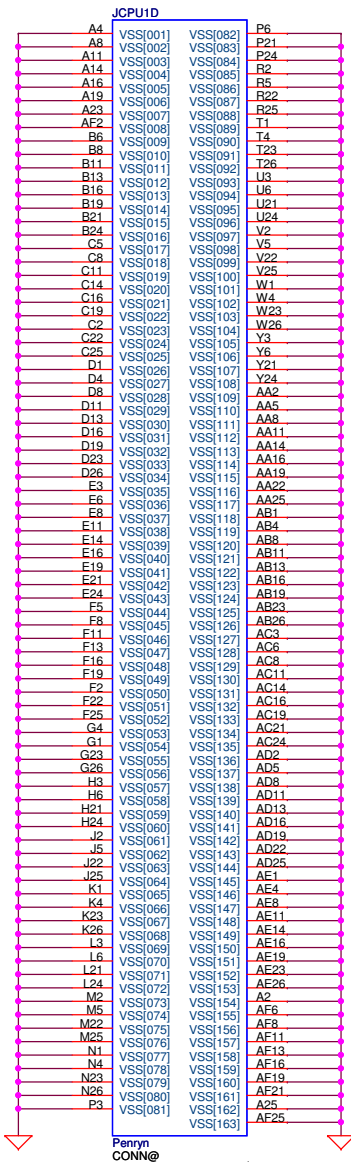 JCPU1D
A4 VSS[001] VSS[082] P6
A8 VSS[002] VSS[083] P21
A11 VSS[003] VSS[084] P24
A14 VSS[004] VSS[085] R2
A16 VSS[005] VSS[086] R5
A19 VSS[006] VSS[087] R22
A23 VSS[007] VSS[088] R25
AF2 VSS[008] VSS[089] T1
B6 VSS[009] VSS[090] T4
B8 VSS[010] VSS[091] T23
B11 VSS[011] VSS[092] T26
B13 VSS[012] VSS[093] U3
B16 VSS[013] VSS[094] U6
B19 VSS[014] VSS[095] U21
B21 VSS[015] VSS[096] U24
B24 VSS[016] VSS[097] V2
C5 VSS[017] VSS[098] V5
C8 VSS[018] VSS[099] V22
C11 VSS[019] VSS[100] V25
C14 VSS[020] VSS[101] W1
C16 VSS[021] VSS[102] W4
C19 VSS[022] VSS[103] W23
C2 VSS[023] VSS[104] W26
C22 VSS[024] VSS[105] Y3
C25 VSS[025] VSS[106] Y6
D1 VSS[026] VSS[107] Y21
D4 VSS[027] VSS[108] Y24
D8 VSS[028] VSS[109] AA2
D11 VSS[029] VSS[110] AA5
D13 VSS[030] VSS[111] AA8
D16 VSS[031] VSS[112] AA11
D19 VSS[032] VSS[113] AA14
D23 VSS[033] VSS[114] AA16
D26 VSS[034] VSS[115] AA19
E3 VSS[035] VSS[116] AA22
E6 VSS[036] VSS[117] AA25
E8 VSS[037] VSS[118] AB1
E11 VSS[038] VSS[119] AB4
E14 VSS[039] VSS[120] AB8
E16 VSS[040] VSS[121] AB11
E19 VSS[041] VSS[122] AB13
E21 VSS[042] VSS[123] AB16
E24 VSS[043] VSS[124] AB19
F5 VSS[044] VSS[125] AB23
F8 VSS[045] VSS[126] AB26
F11 VSS[046] VSS[127] AC3
F13 VSS[047] VSS[128] AC6
F16 VSS[048] VSS[129] AC8
F19 VSS[049] VSS[130] AC11
F2 VSS[050] VSS[131] AC14
F22 VSS[051] VSS[132] AC16
F25 VSS[052] VSS[133] AC19
G4 VSS[053] VSS[134] AC21
G1 VSS[054] VSS[135] AC24
G23 VSS[055] VSS[136] AD2
G26 VSS[056] VSS[137] AD5
H3 VSS[057] VSS[138] AD8
H6 VSS[058] VSS[139] AD11
H21 VSS[059] VSS[140] AD13
H24 VSS[060] VSS[141] AD16
J2 VSS[061] VSS[142] AD19
J5 VSS[062] VSS[143] AD22
J22 VSS[063] VSS[144] AD25
J25 VSS[064] VSS[145] AE1
K1 VSS[065] VSS[146] AE4
K4 VSS[066] VSS[147] AE8
K23 VSS[067] VSS[148] AE11
K26 VSS[068] VSS[149] AE14
L3 VSS[069] VSS[150] AE16
L6 VSS[070] VSS[151] AE19
L21 VSS[071] VSS[152] AE23
L24 VSS[072] VSS[153] AE26
M2 VSS[073] VSS[154] A2
M5 VSS[074] VSS[155] AF6
M22 VSS[075] VSS[156] AF8
M25 VSS[076] VSS[157] AF11
N1 VSS[077] VSS[158] AF13
N4 VSS[078] VSS[159] AF16
N23 VSS[079] VSS[160] AF19
N26 VSS[080] VSS[161] AF21
P3 VSS[081] VSS[162] A25
VSS[163] AF25
Penryn
CONN@